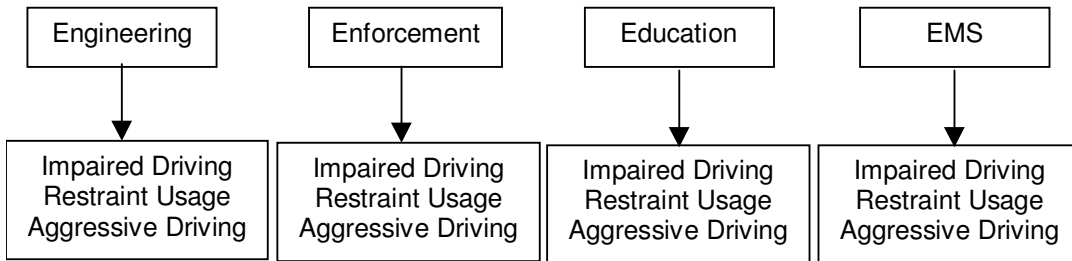 Engineering
Enforcement
Education
EMS
Impaired Driving
Restraint Usage
Aggressive Driving
Impaired Driving
Restraint Usage
Aggressive Driving
Impaired Driving
Restraint Usage
Aggressive Driving
Impaired Driving
Restraint Usage
Aggressive Driving